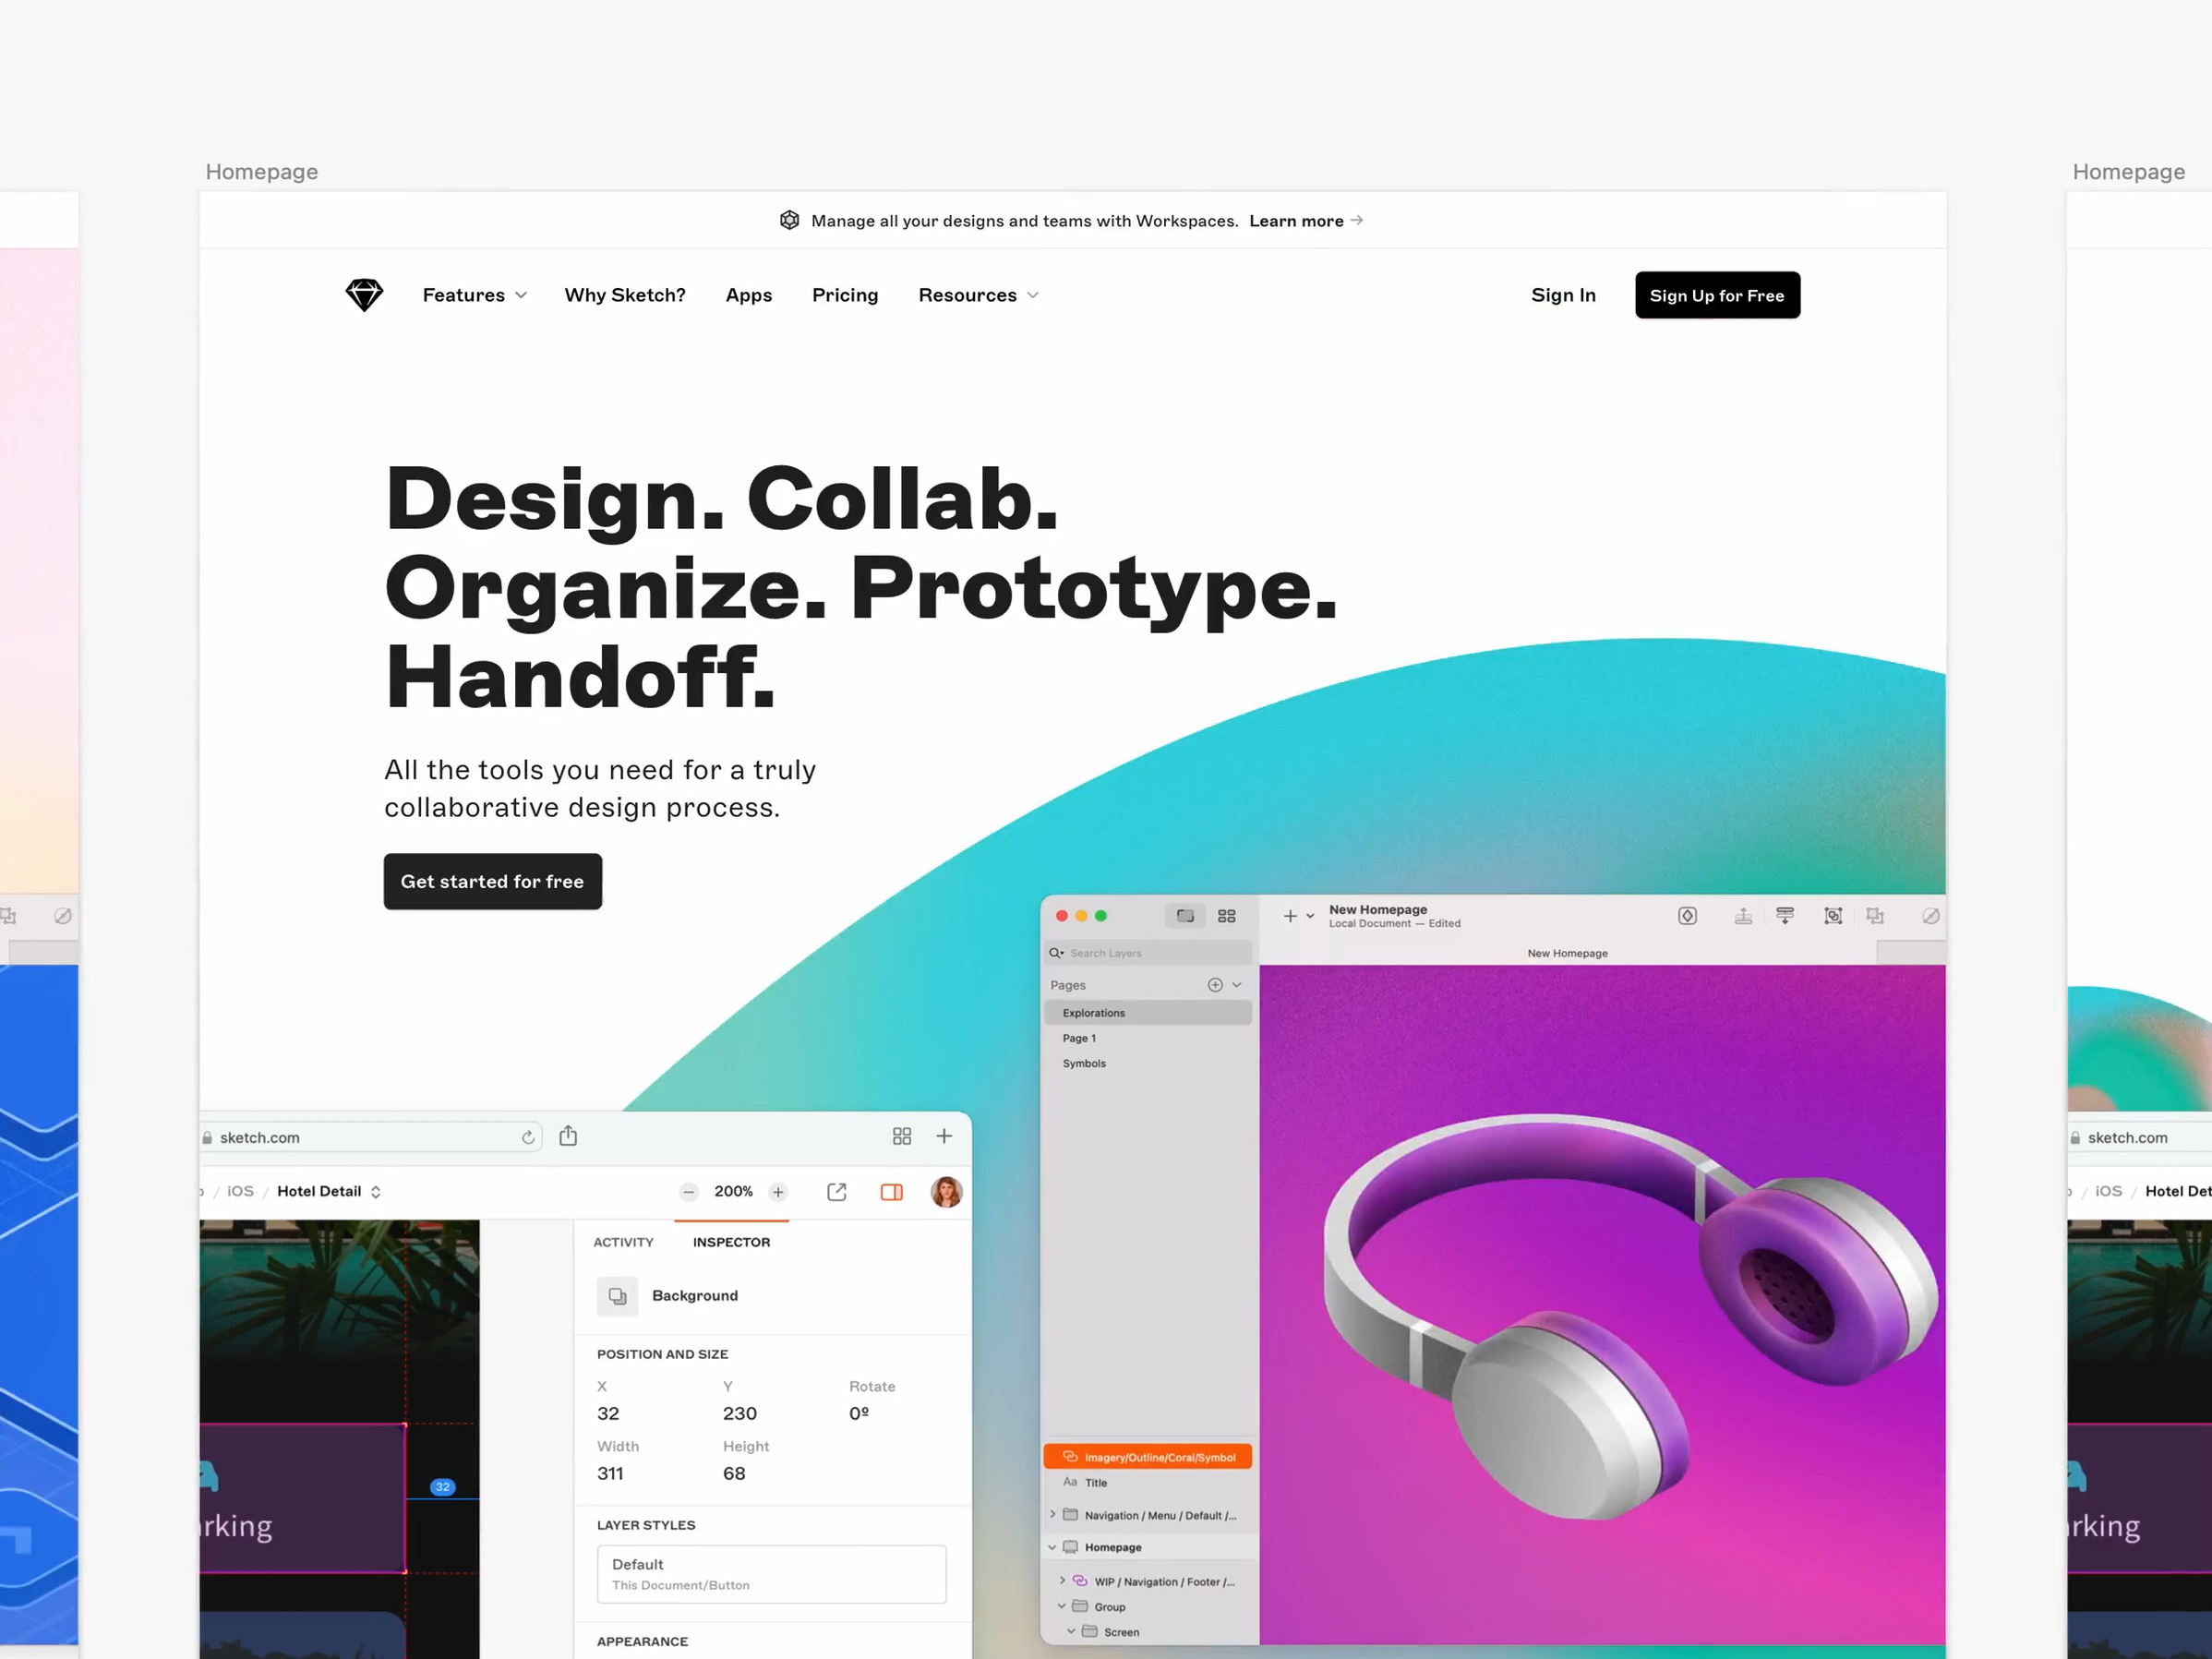 Homepage
Homepage
Manage all your designs and teams with Workspaces. Learn more →
Features
Why Sketch?
Apps
Pricing
Resources
Sign In
Sign Up for Free
Design. Collab.
Organize. Prototype.
Handoff.
All the tools you need for a truly
collaborative design process.
Get started for free
New Homepage
Local Document — Edited
Search Layers
New Homepage
Pages
Explorations
Page 1
Symbols
Imagery/Outline/Coral/Symbol
Aa Title
Navigation / Menu / Default /...
Homepage
WIP / Navigation / Footer /...
Group
Screen
sketch.com
/ iOS / Hotel Detail
200%
ACTIVITY
INSPECTOR
Background
POSITION AND SIZE
X
Y
Rotate
32
230
0º
Width
Height
311
68
LAYER STYLES
Default
This Document/Button
APPEARANCE
32
rking
sketch.com
/ iOS / Hotel Det
rking